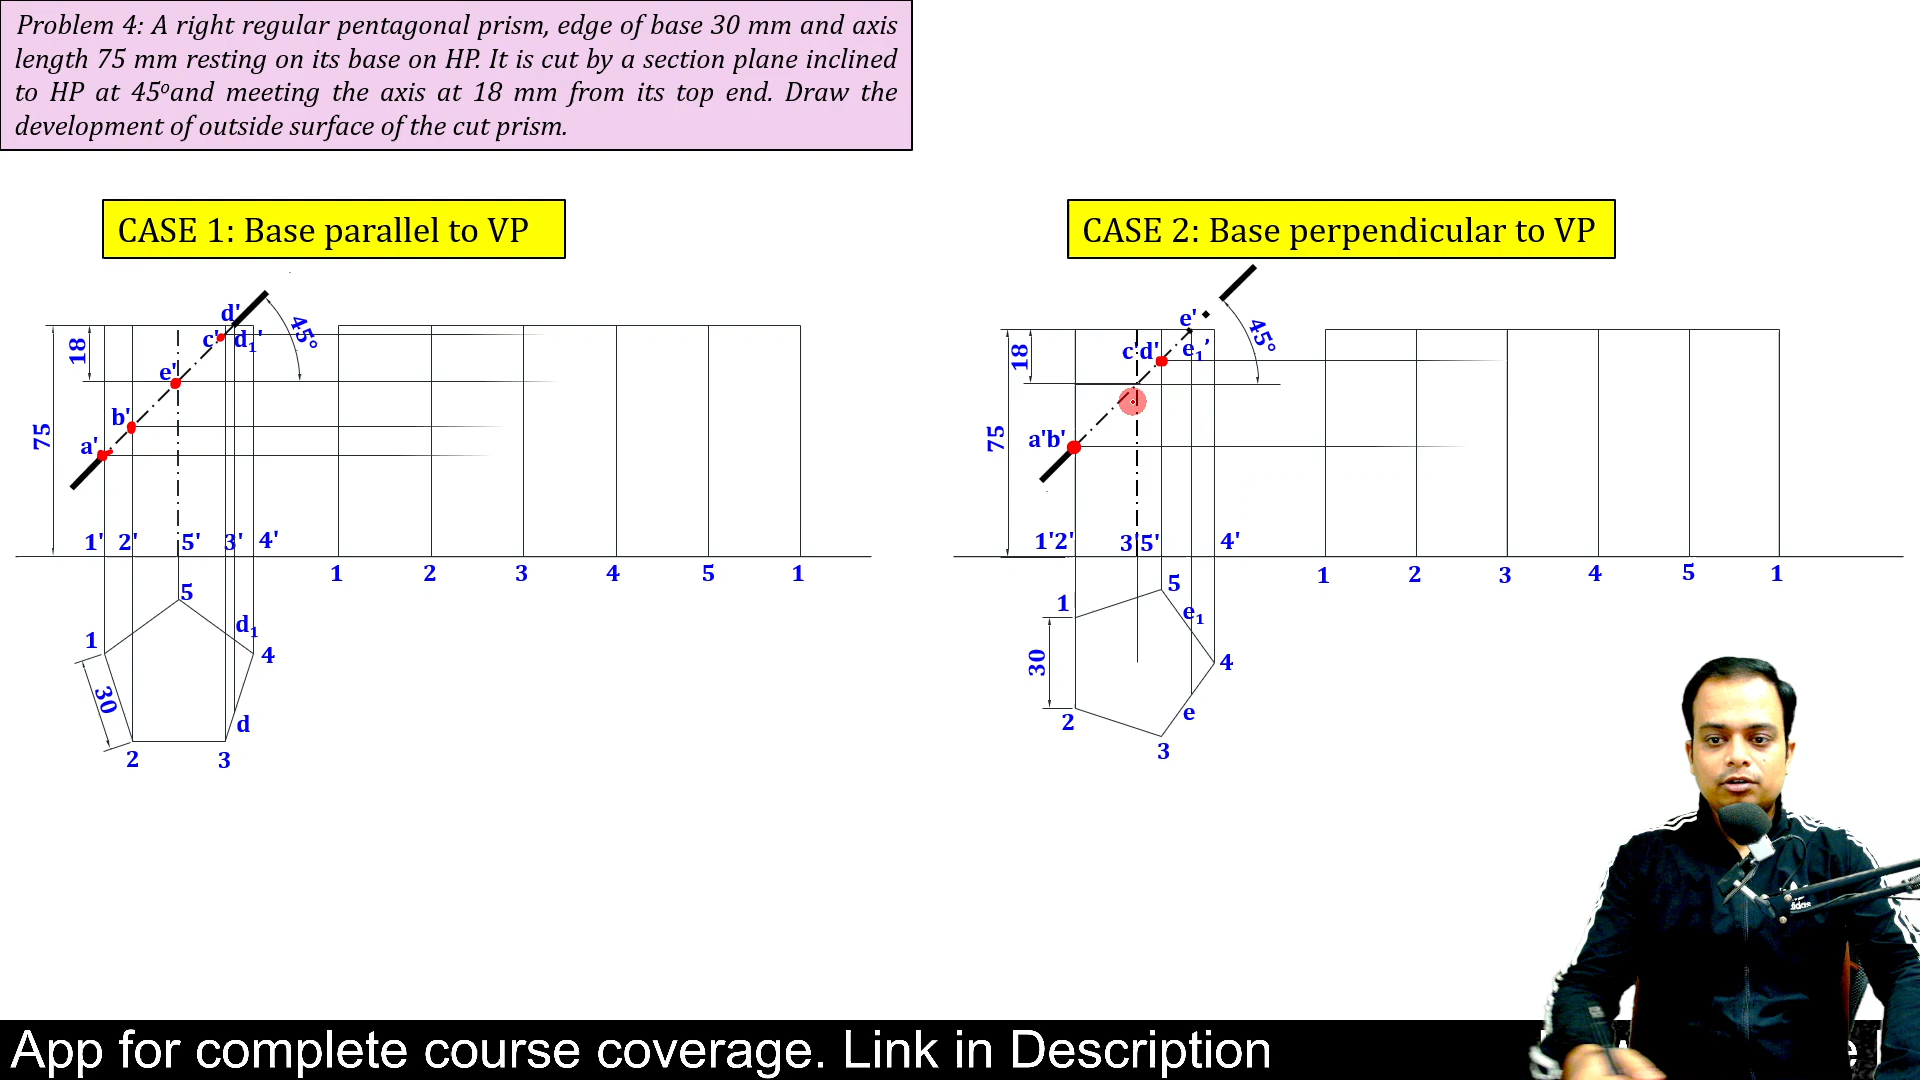 Problem 4: A right regular pentagonal prism, edge of base 30 mm and axis
length 75 mm resting on its base on HP. It is cut by a section plane inclined
to HP at 45ºand meeting the axis at 18 mm from its top end. Draw the
development of outside surface of the cut prism.
CASE 1: Base parallel to VP
d'
45°
c' d₁'
18
e'
75
b'
a'
1' 2' 5' 3' 4'
1 2 3 4 5 1
5
d₁
1
4
30
d
2 3
CASE 2: Base perpendicular to VP
e'
45°
c'd' e₁’
18
75
a'b'
1'2' 3'5' 4'
1 2 3 4 5 1
5
1
e₁
30
4
e
2
3
adidas
App for complete course coverage. Link in Description